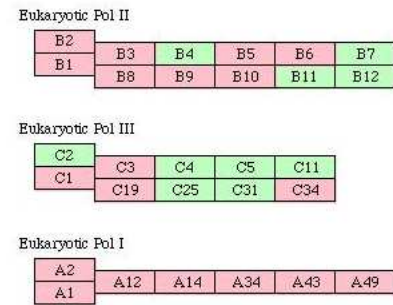 Eukaryotic Pol II
B2
B3 B4 B5 B6 B7
B1
B8 B9 B10 B11 B12
Eukaryotic Pol III
C2
C3 C4 C5 C11
C1
C19 C25 C31 C34
Eukaryotic Pol I
A2
A12 A14 A34 A43 A49
A1